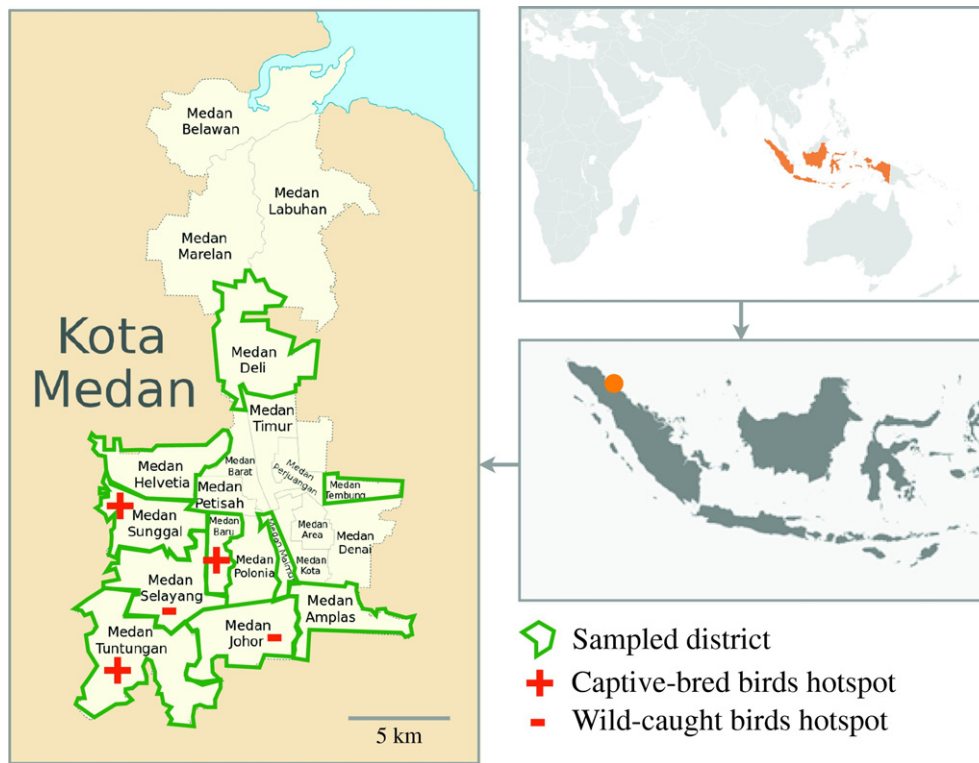 Medan
Belawan
Medan
Labuhan
Medan
Marelan
Kota
Medan
Medan
Deli
Medan
Timur
Medan
Barat
Medan
Perjuangan
Medan
Helvetia
Medan
Petisah
Medan
Tembung
Medan
Sunggal
Medan
Baru
Medan
Area
Medan
Denai
Medan
Polonia
Medan Maimu
Medan
Kota
Medan
Selayang
Medan
Amplas
Medan
Johor
Medan
Tuntungan
5 km
Sampled district
Captive-bred birds hotspot
Wild-caught birds hotspot